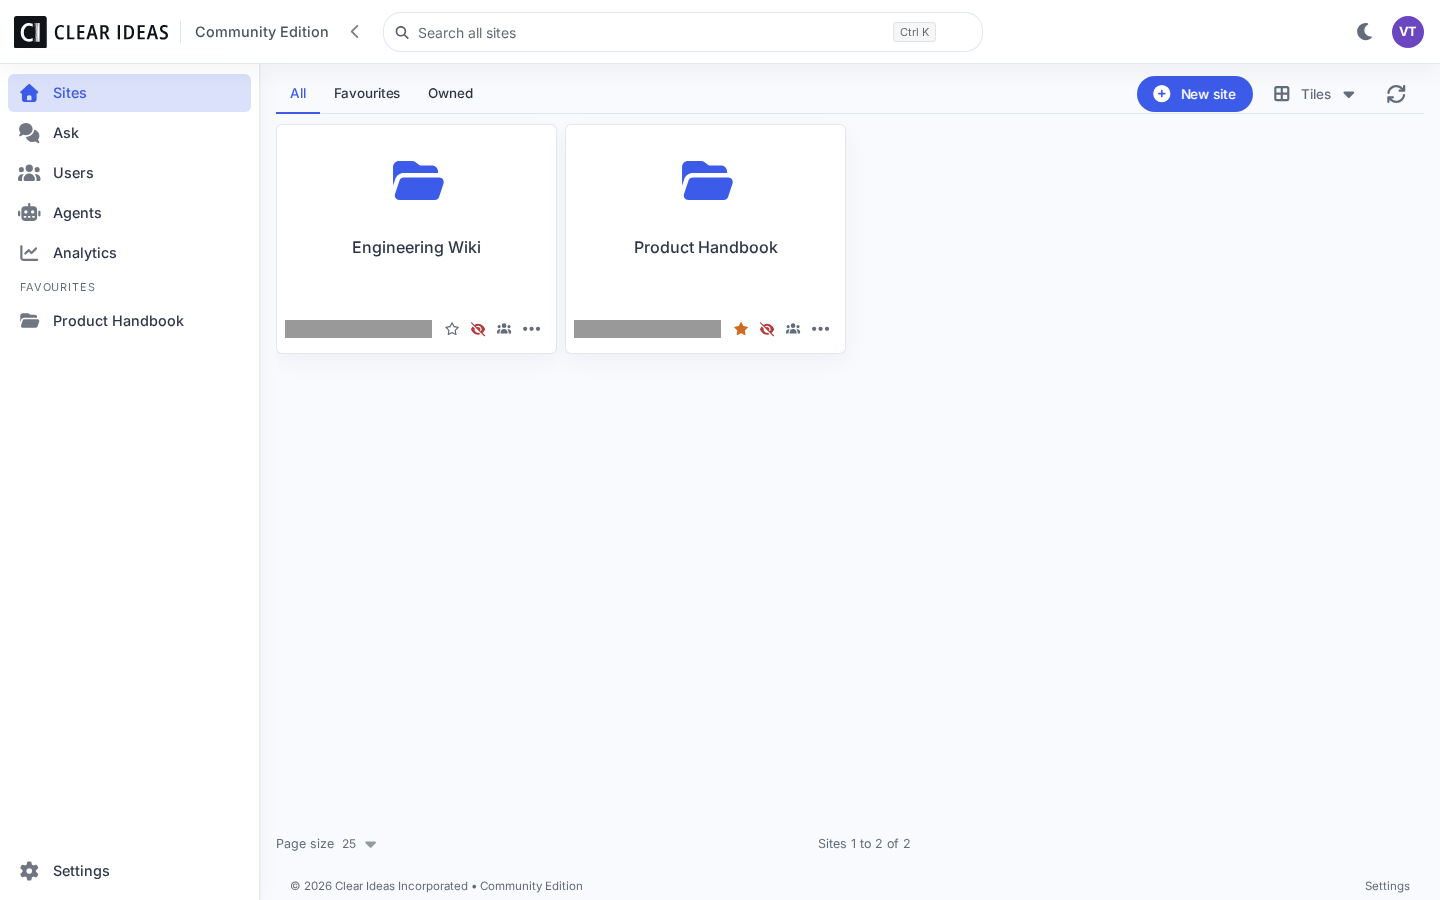 CI CLEAR IDEAS Community Edition
Search all sites Ctrl K
VT
Sites
Ask
Users
Agents
Analytics
FAVOURITES
Product Handbook
Settings
All Favourites Owned
New site Tiles
Engineering Wiki
Product Handbook
Page size 25
Sites 1 to 2 of 2
© 2026 Clear Ideas Incorporated • Community Edition
Settings